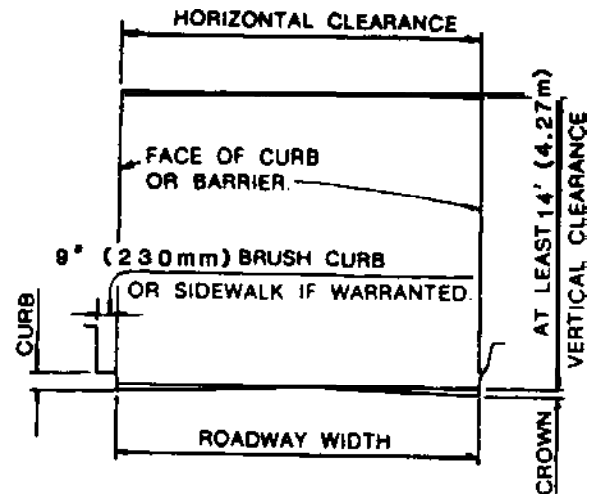 HORIZONTAL CLEARANCE
FACE OF CURB
OR BARRIER.
9" (230mm) BRUSH CURB
OR SIDEWALK IF WARRANTED.
CURB
ROADWAY WIDTH
AT LEAST 14' (4.27m)
VERTICAL CLEARANCE
CROWN